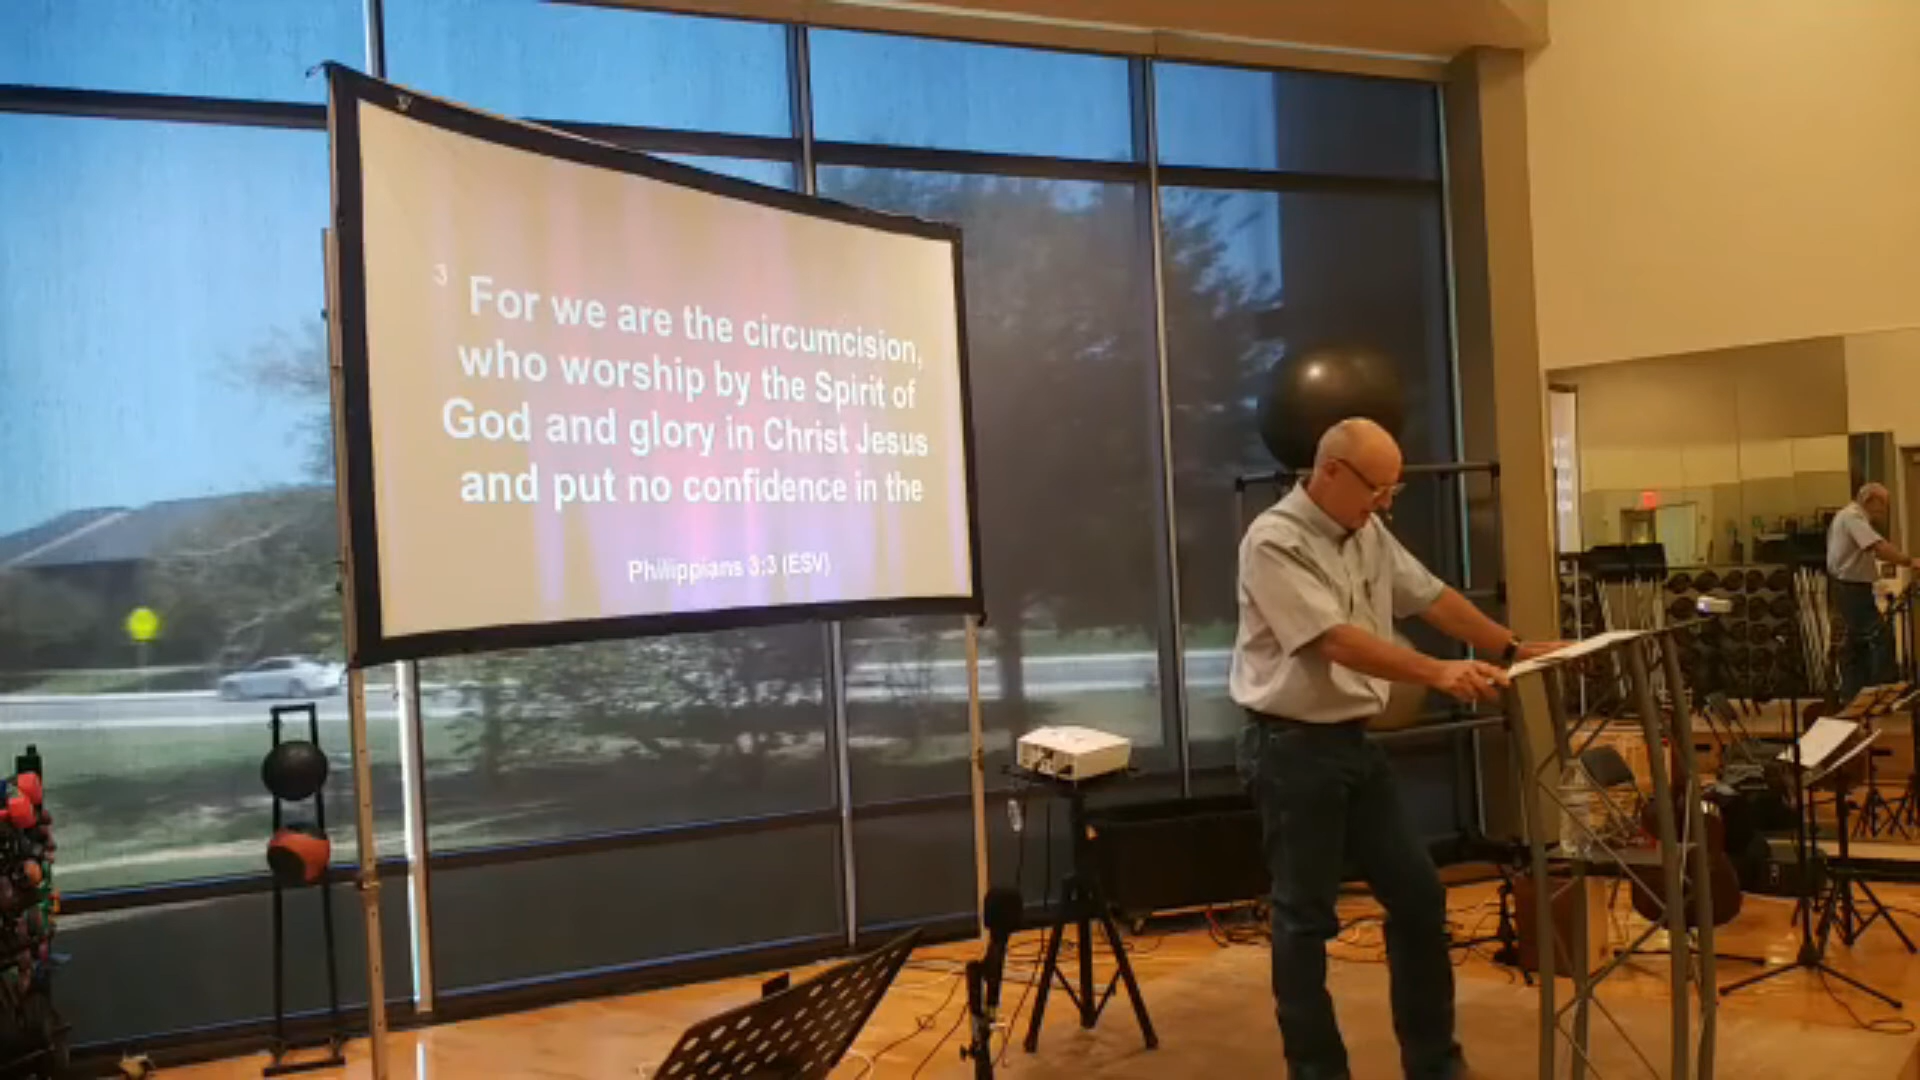 3 For we are the circumcision,
who worship by the Spirit of
God and glory in Christ Jesus
and put no confidence in the
Philippians 3:3 (ESV)